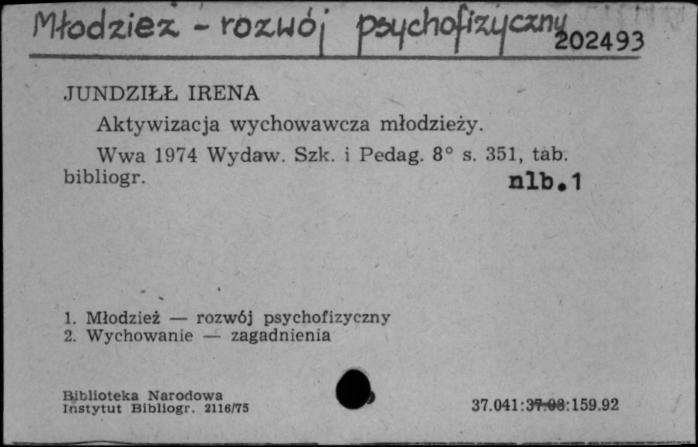 Młodzież - rozwój psychofizyczny
202493
JUNDZIŁŁ IRENA
Aktywizacja wychowawcza młodzieży.
Wwa 1974 Wydaw. Szk. i Pedag. 8° s. 351, tab.
bibliogr. nlb.1
1. Młodzież — rozwój psychofizyczny
2. Wychowanie — zagadnienia
Biblioteka Narodowa
Instytut Bibliogr. 2116/75 37.041:37.03:159.92